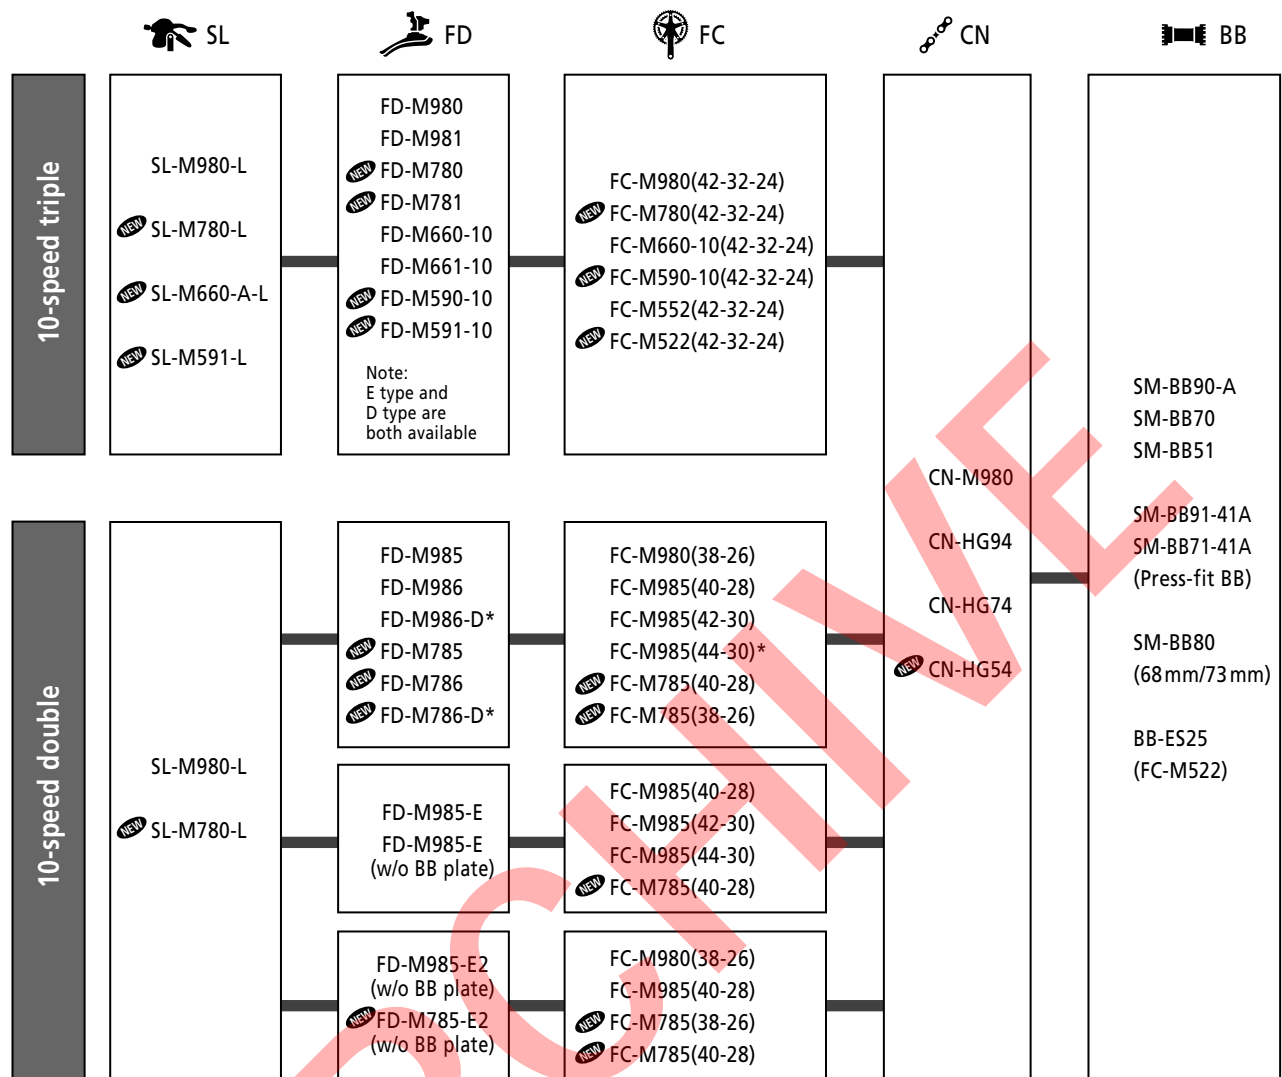 SL
FD
FC
CN
BB
10-speed triple
SL-M980-L
NEW SL-M780-L
NEW SL-M660-A-L
NEW SL-M591-L
FD-M980
FD-M981
NEW FD-M780
NEW FD-M781
FD-M660-10
FD-M661-10
NEW FD-M590-10
NEW FD-M591-10
Note:
E type and
D type are
both available
FC-M980(42-32-24)
NEW FC-M780(42-32-24)
FC-M660-10(42-32-24)
NEW FC-M590-10(42-32-24)
FC-M552(42-32-24)
NEW FC-M522(42-32-24)
10-speed double
SL-M980-L
NEW SL-M780-L
FD-M985
FD-M986
FD-M986-D*
NEW FD-M785
NEW FD-M786
NEW FD-M786-D*
FC-M980(38-26)
FC-M985(40-28)
FC-M985(42-30)
FC-M985(44-30)*
NEW FC-M785(40-28)
NEW FC-M785(38-26)
FD-M985-E
FD-M985-E
(w/o BB plate)
FC-M985(40-28)
FC-M985(42-30)
FC-M985(44-30)
NEW FC-M785(40-28)
FD-M985-E2
(w/o BB plate)
NEW FD-M785-E2
(w/o BB plate)
FC-M980(38-26)
FC-M985(40-28)
NEW FC-M785(38-26)
NEW FC-M785(40-28)
CN-M980
CN-HG94
CN-HG74
NEW CN-HG54
SM-BB90-A
SM-BB70
SM-BB51
SM-BB91-41A
SM-BB71-41A
(Press-fit BB)
SM-BB80
(68mm/73mm)
BB-ES25
(FC-M522)
CHIVE